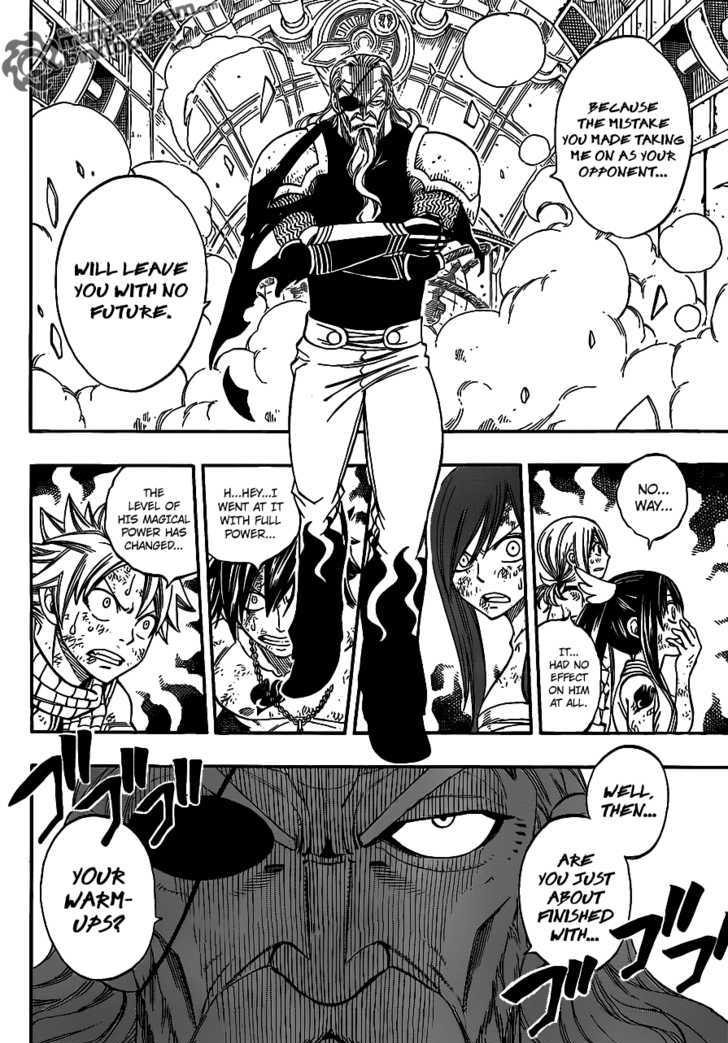 BECAUSE
THE MISTAKE
YOU MADE TAKING
ME ON AS YOUR
OPPONENT...
WILL LEAVE
YOU WITH NO
FUTURE.
NO...
WAY...
IT...
HAD NO
EFFECT
ON HIM
AT ALL.
H...HEY...I
WENT AT IT
WITH FULL
POWER...
THE
LEVEL OF
HIS MAGICAL
POWER HAS
CHANGED...
WELL,
THEN...
ARE
YOU JUST
ABOUT
FINISHED
WITH...
YOUR
WARM-
UPS?
ゴゴゴ
ゴゴゴ